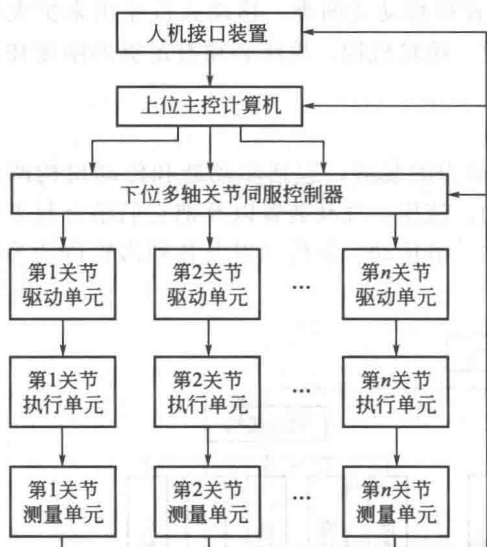 人机接口装置
上位主控计算机
下位多轴关节伺服控制器
第1关节
驱动单元
第2关节
驱动单元
...
第n关节
驱动单元
第1关节
执行单元
第2关节
执行单元
...
第n关节
执行单元
第1关节
测量单元
第2关节
测量单元
...
第n关节
测量单元